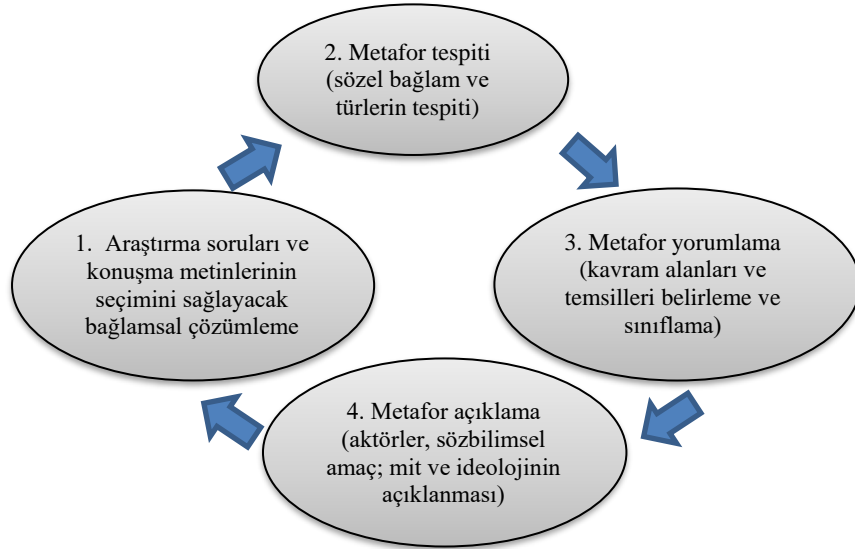 2. Metafor tespiti
(sözel bağlam ve
türlerin tespiti)
1. Araştırma soruları ve
konuşma metinlerinin
seçimini sağlayacak
bağlamsal çözümleme
3. Metafor yorumlama
(kavram alanları ve
temsilleri belirleme ve
sınıflama)
4. Metafor açıklama
(aktörler, sözbilimsel
amaç; mit ve ideolojinin
açıklanması)